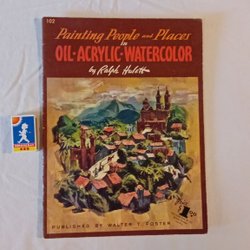 102
Painting People and Places
in
OIL-ACRYLIC-WATERCOLOR
by Ralph Hulett
PUBLISHED BY WALTER T. FOSTER